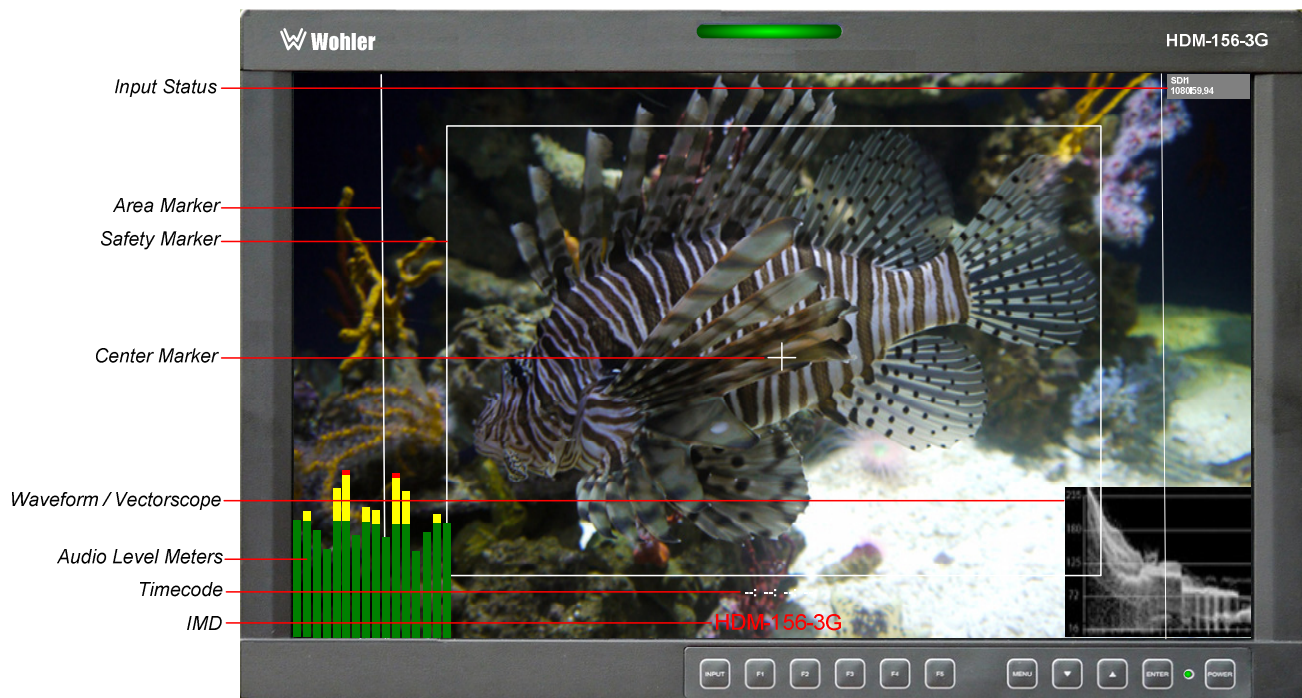 Wohler
HDM-156-3G
Input Status
SDI1
1080I59.94
Area Marker
Safety Marker
Center Marker
Waveform / Vectorscope
Audio Level Meters
Timecode
IMD
235
180
125
72
16
--:--:--
HDM-156-3G
INPUT
F1
F2
F3
F4
F5
MENU
ENTER
POWER